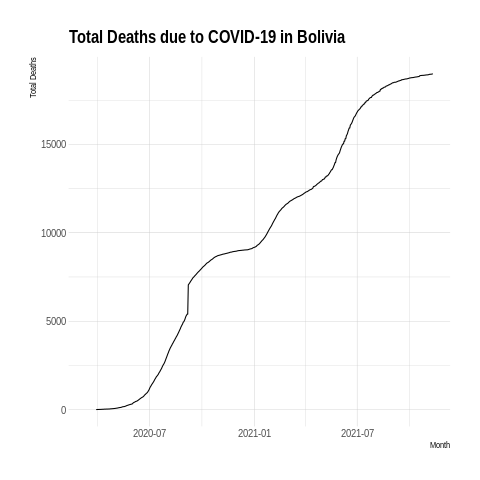 Total Deaths due to COVID-19 in Bolivia
Total Deaths
15000
10000
5000
0
2020-07 2021-01 2021-07
Month